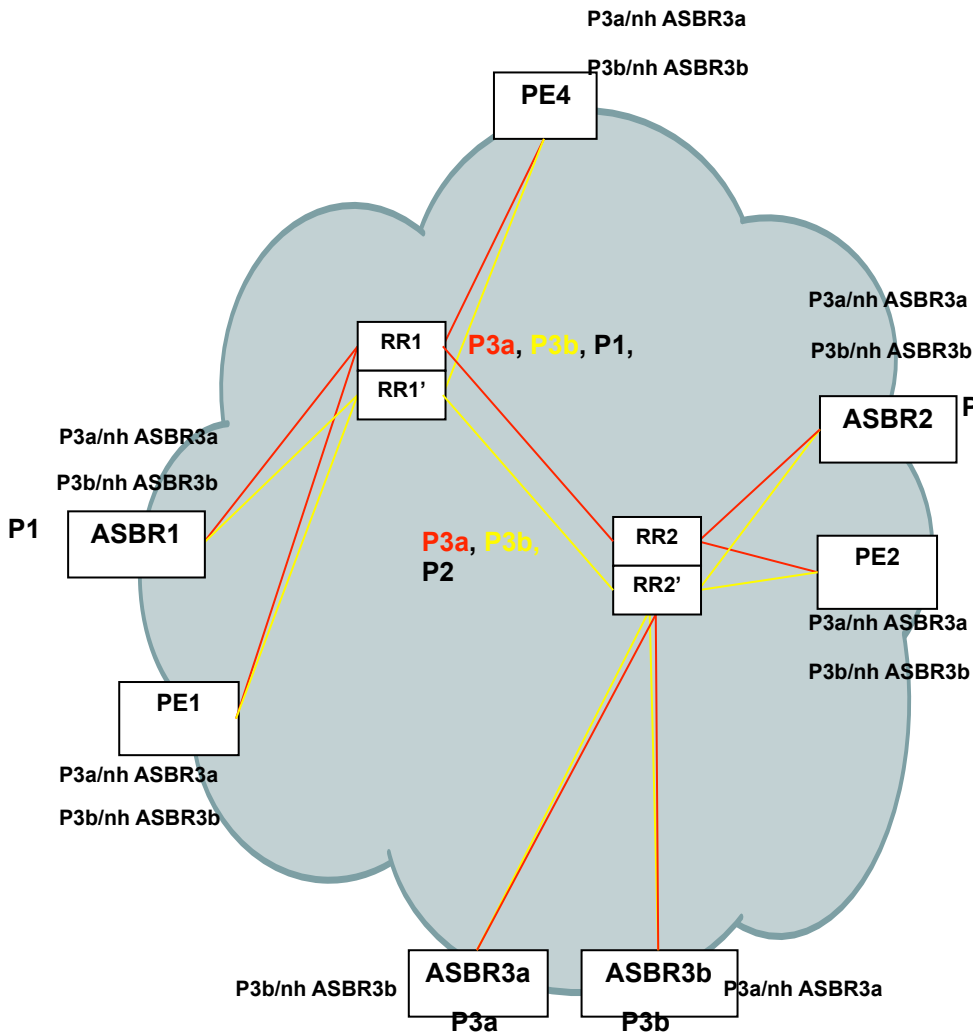 P3a/nh ASBR3a
P3b/nh ASBR3b
PE4
P3a/nh ASBR3a
P3b/nh ASBR3b
RR1
P3a, P3b, P1,
RR1’
ASBR2
P
P3a/nh ASBR3a
P3b/nh ASBR3b
P1
ASBR1
P3a, P3b,
P2
RR2
RR2’
PE2
P3a/nh ASBR3a
P3b/nh ASBR3b
PE1
P3a/nh ASBR3a
P3b/nh ASBR3b
P3b/nh ASBR3b
ASBR3a
ASBR3b
P3a/nh ASBR3a
P3a
P3b